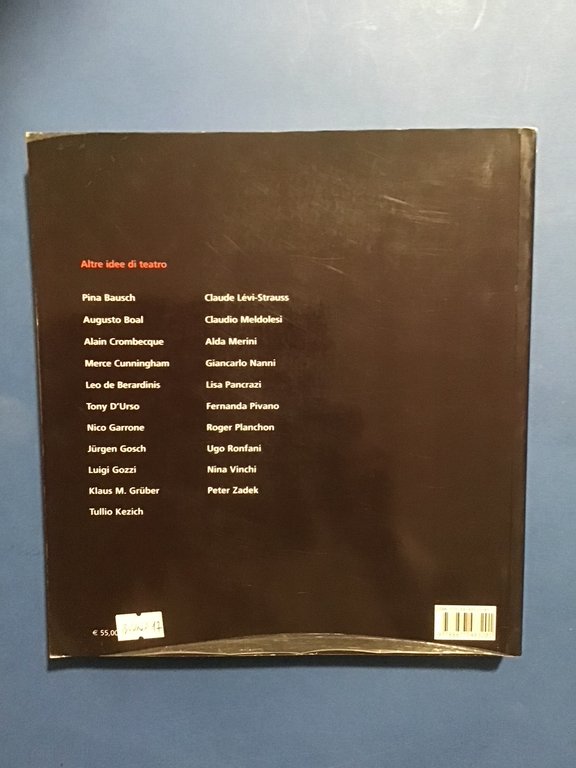 Altre idee di teatro
Pina Bausch
Augusto Boal
Alain Crombecque
Merce Cunningham
Leo de Berardinis
Tony D'Urso
Nico Garrone
Jürgen Gosch
Luigi Gozzi
Klaus M. Grüber
Tullio Kezich
Claude Lévi-Strauss
Claudio Meldolesi
Alda Merini
Giancarlo Nanni
Lisa Pancrazi
Fernanda Pivano
Roger Planchon
Ugo Ronfani
Nina Vinchi
Peter Zadek
€ 55,00